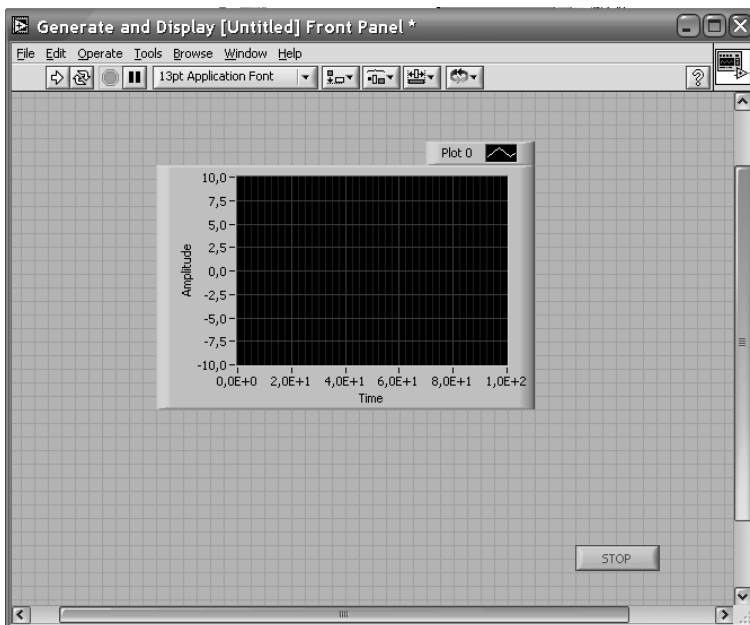 Generate and Display [Untitled] Front Panel *
File Edit Operate Tools Browse Window Help
13pt Application Font
?
Plot 0
10,0
7,5
5,0
2,5
0,0
-2,5
-5,0
-7,5
-10,0
Amplitude
0,0E+0 2,0E+1 4,0E+1 6,0E+1 8,0E+1 1,0E+2
Time
STOP